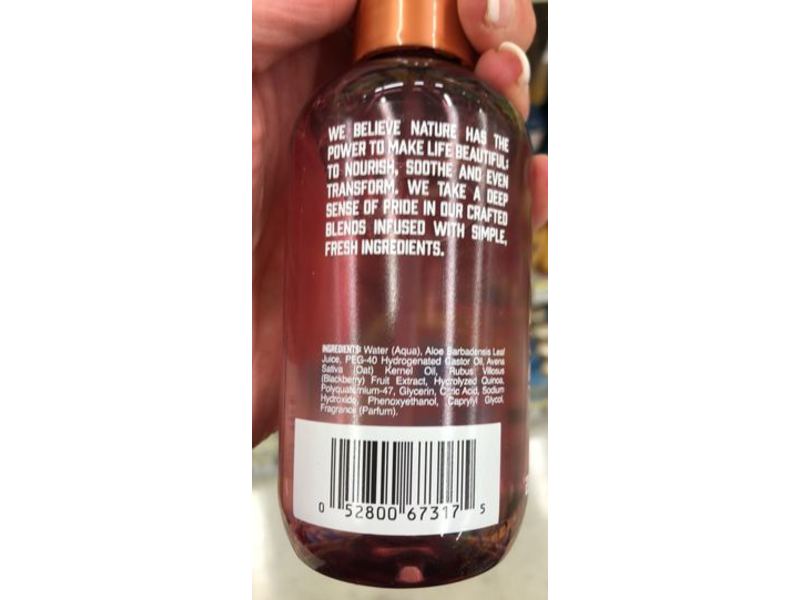 WE BELIEVE NATURE HAS THE
POWER TO MAKE LIFE BEAUTIFUL;
TO NOURISH, SOOTHE AND EVEN
TRANSFORM. WE TAKE A DEEP
SENSE OF PRIDE IN OUR CRAFTED
BLENDS INFUSED WITH SIMPLE,
FRESH INGREDIENTS.
INGREDIENTS: Water (Aqua), Aloe Barbadensis Leaf
Juice, PEG-40 Hydrogenated Castor Oil, Avena
Sativa (Oat) Kernel Oil, Rubus Villosus
(Blackberry) Fruit Extract, Hydrolyzed Quinoa,
Polyquaternium-47, Glycerin, Citric Acid, Sodium
Hydroxide, Phenoxyethanol, Caprylyl Glycol,
Fragrance (Parfum).
0 52800 67317 5